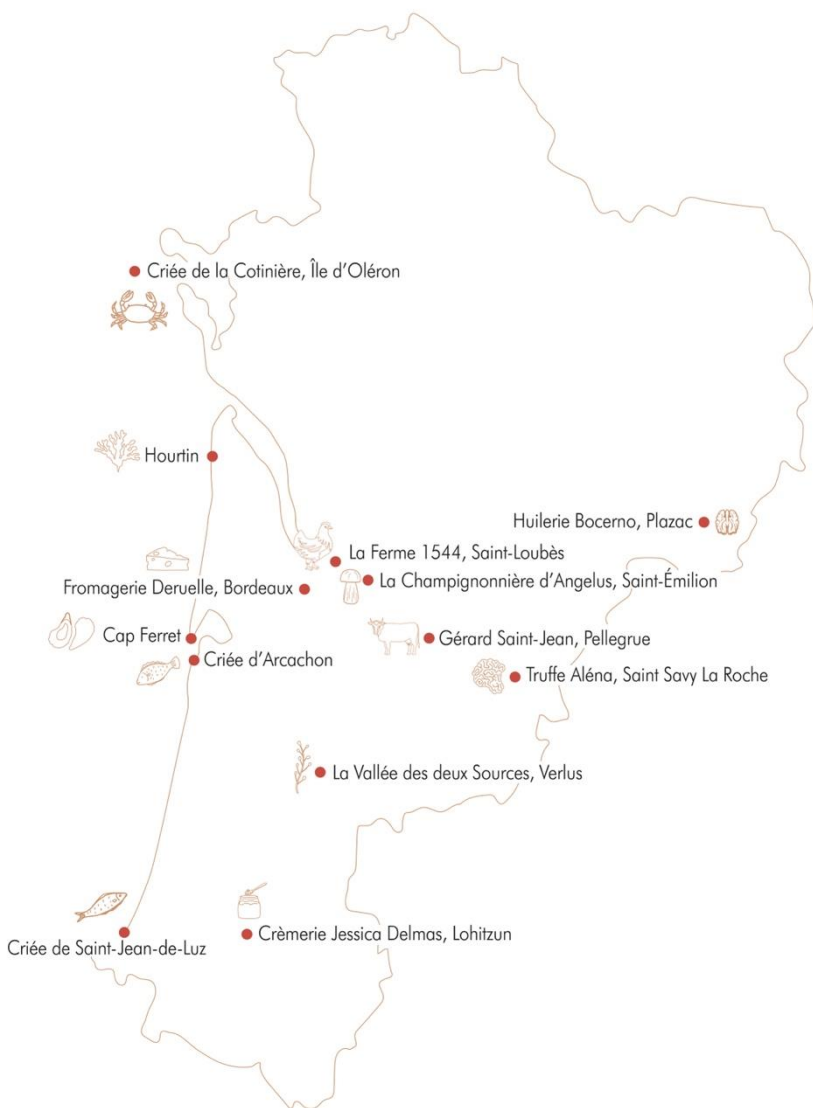 Criée de la Cotinière, Île d’Oléron
Hourtin
Huilerie Bocerno, Plazac
La Ferme 1544, Saint-Loubès
Fromagerie Deruelle, Bordeaux
La Champignonnière d’Angelus, Saint-Émilion
Cap Ferret
Gérard Saint-Jean, Pellegrue
Criée d’Arcachon
Truffe Aléna, Saint Savy La Roche
La Vallée des deux Sources, Verlus
Crèmerie Jessica Delmas, Lohitzun
Criée de Saint-Jean-de-Luz